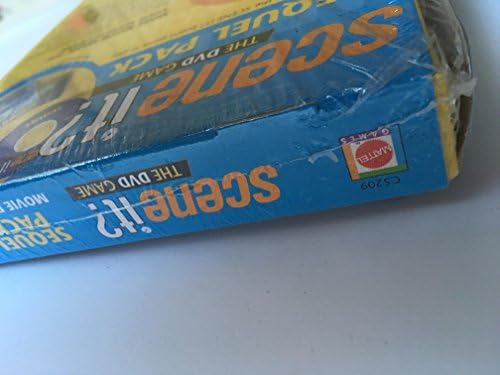 scene it?
THE DVD GAME
SEQUEL PACK
scene it?
THE DVD GAME
SEQUEL
PACK
MOVIE
MATTEL
GAMES
C5209